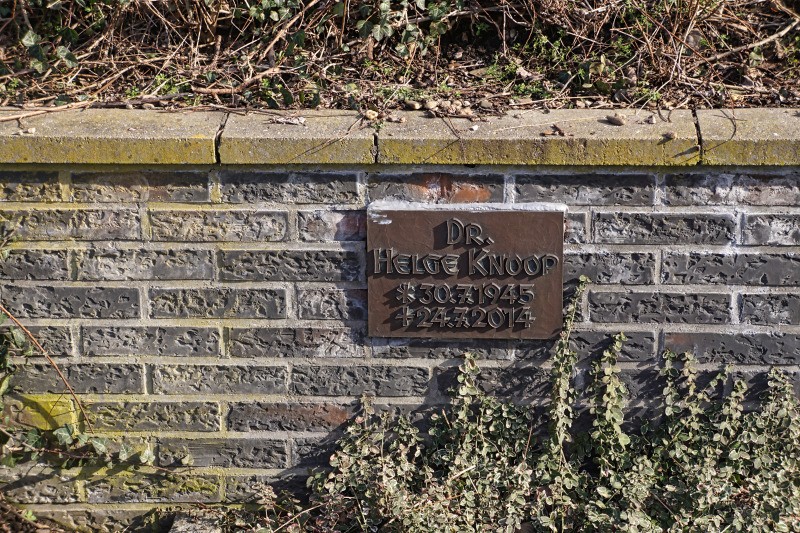 DR.
HELGE KNOOP
*30.7.1945
†24.7.2014